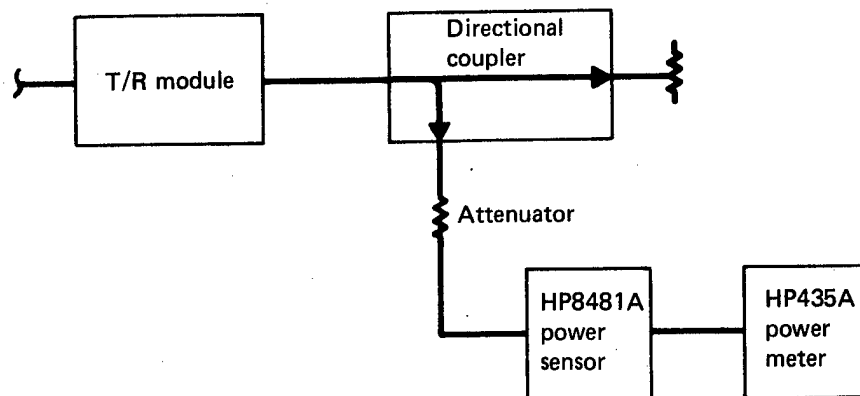 Directional
coupler
T/R module
Attenuator
HP8481A
power
sensor
HP435A
power
meter